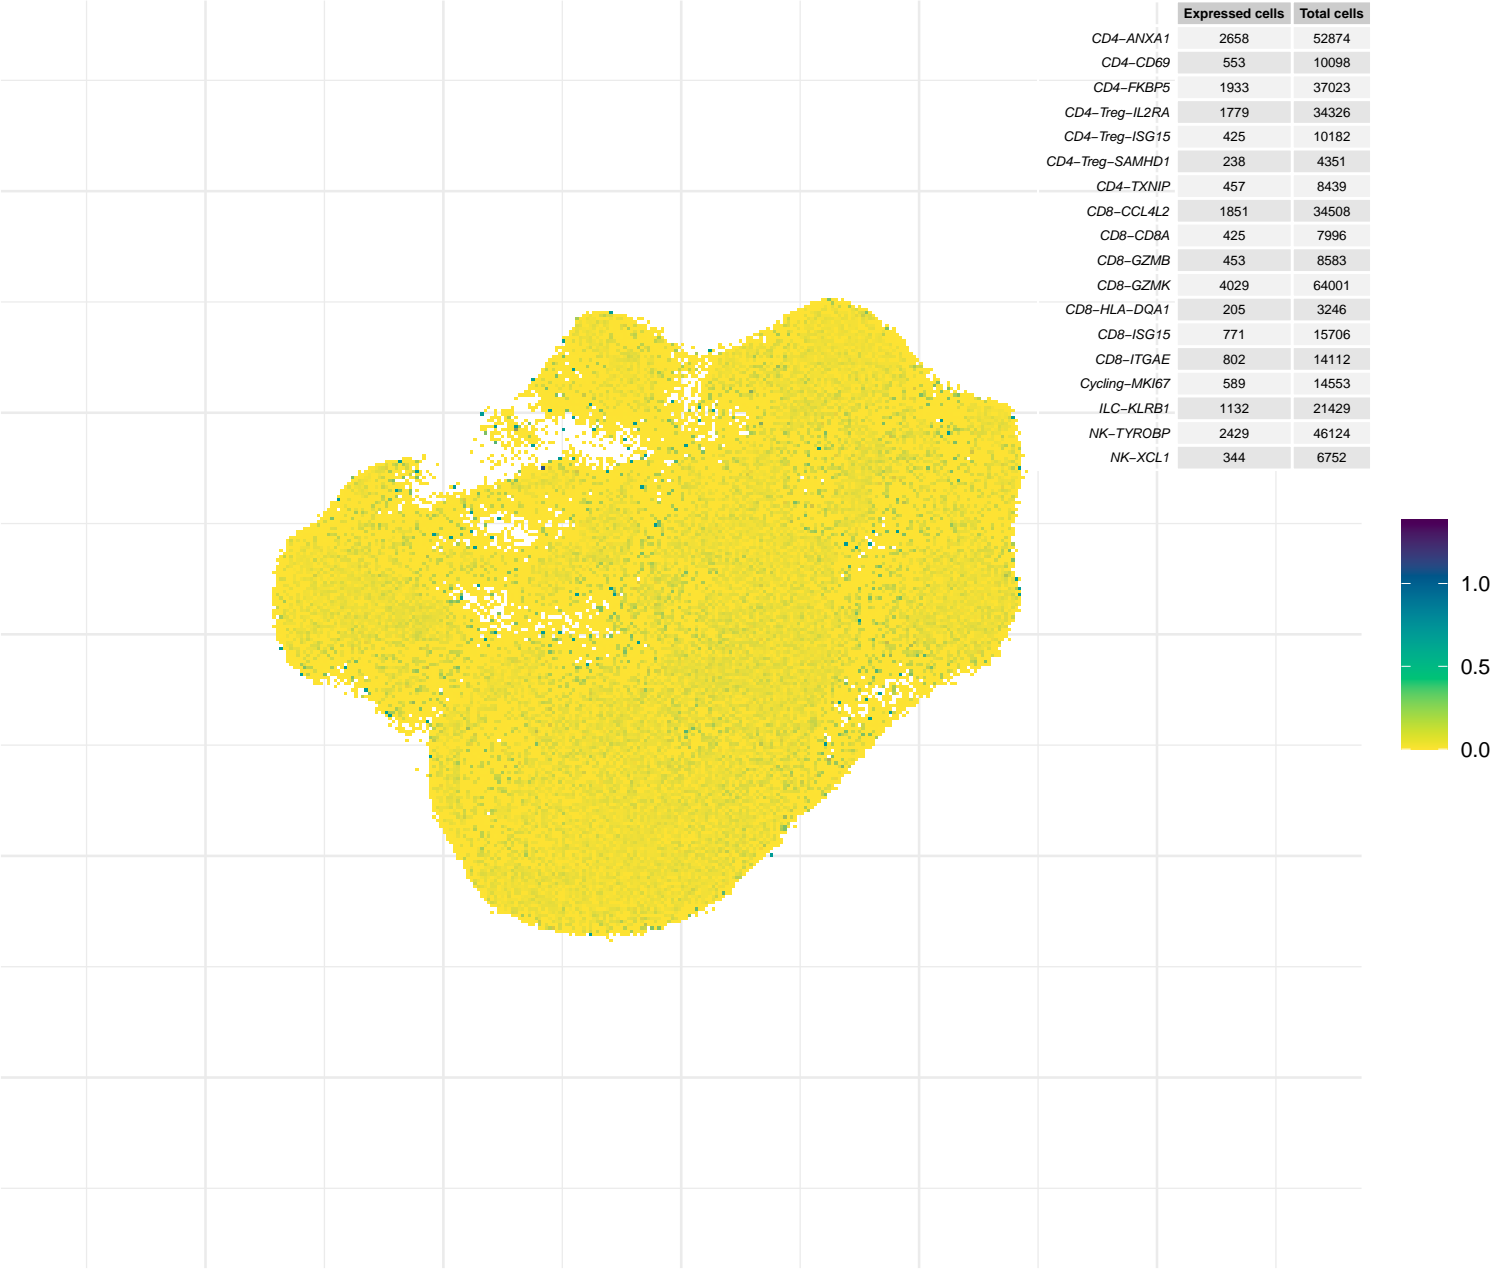 Expressed cells Total cells
CD4−ANXA1 2658 52874
CD4−CD69 553 10098
CD4−FKBP5 1933 37023
CD4−Treg−IL2RA 1779 34326
CD4−Treg−ISG15 425 10182
CD4−Treg−SAMHD1 238 4351
CD4−TXNIP 457 8439
CD8−CCL4L2 1851 34508
CD8−CD8A 425 7996
CD8−GZMB 453 8583
CD8−GZMK 4029 64001
CD8−HLA−DQA1 205 3246
CD8−ISG15 771 15706
CD8−ITGAE 802 14112
Cycling−MKI67 589 14553
ILC−KLRB1 1132 21429
NK−TYROBP 2429 46124
NK−XCL1 344 6752
1.0
0.5
0.0